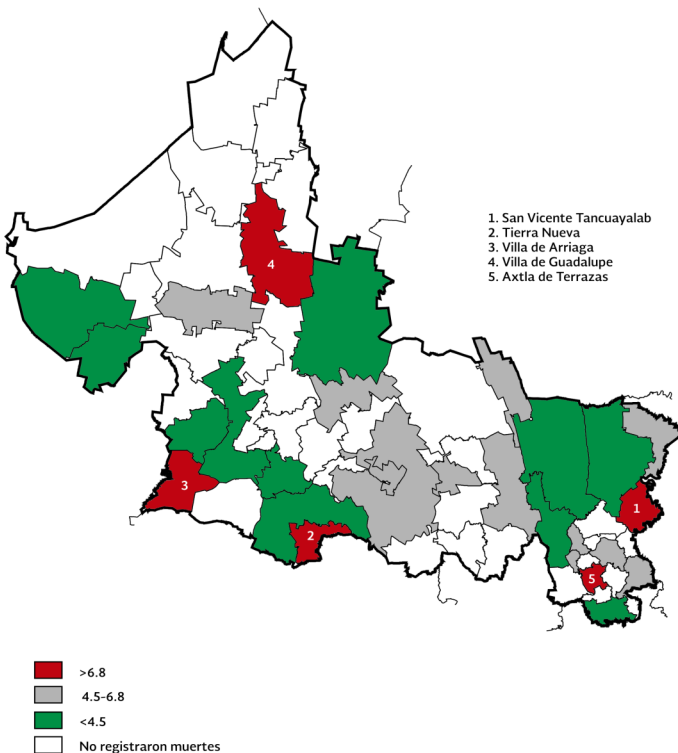 1. San Vicente Tancuayalab
2. Tierra Nueva
3. Villa de Arriaga
4. Villa de Guadalupe
5. Axtla de Terrazas
4
3
1
2
5
>6.8
4.5-6.8
<4.5
No registraron muertes